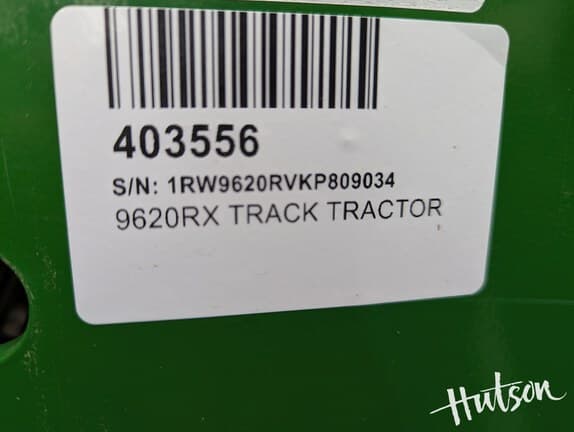 403556
S/N: 1RW9620RVKP809034
9620RX TRACK TRACTOR
Hutson